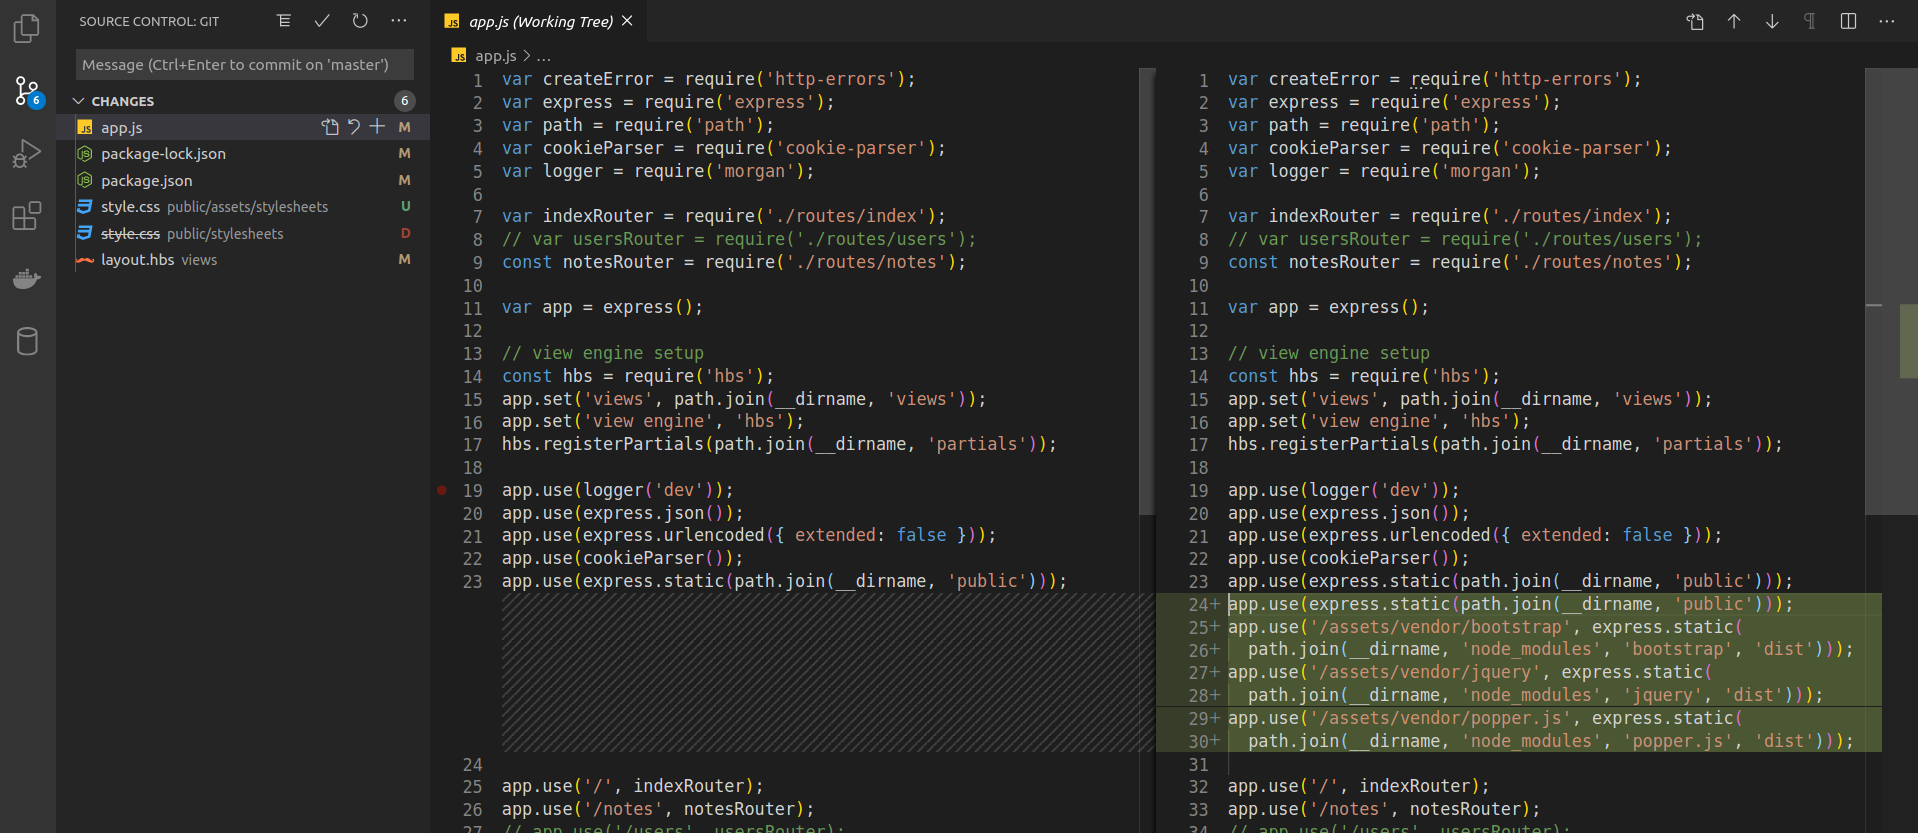 SOURCE CONTROL: GIT
Message (Ctrl+Enter to commit on 'master')
CHANGES 6
6
app.js M
package-lock.json M
package.json M
style.css public/assets/stylesheets U
style.css public/stylesheets D
layout.hbs views M
app.js (Working Tree)
app.js > ...
1 var createError = require('http-errors');
2 var express = require('express');
3 var path = require('path');
4 var cookieParser = require('cookie-parser');
5 var logger = require('morgan');
6
7 var indexRouter = require('./routes/index');
8 // var usersRouter = require('./routes/users');
9 const notesRouter = require('./routes/notes');
10
11 var app = express();
12
13 // view engine setup
14 const hbs = require('hbs');
15 app.set('views', path.join(__dirname, 'views'));
16 app.set('view engine', 'hbs');
17 hbs.registerPartials(path.join(__dirname, 'partials'));
18
19 app.use(logger('dev'));
20 app.use(express.json());
21 app.use(express.urlencoded({ extended: false }));
22 app.use(cookieParser());
23 app.use(express.static(path.join(__dirname, 'public')));
24
25 app.use('/', indexRouter);
26 app.use('/notes', notesRouter);
27 // app.use('/users', usersRouter);
1 var createError = require('http-errors');
2 var express = require('express');
3 var path = require('path');
4 var cookieParser = require('cookie-parser');
5 var logger = require('morgan');
6
7 var indexRouter = require('./routes/index');
8 // var usersRouter = require('./routes/users');
9 const notesRouter = require('./routes/notes');
10
11 var app = express();
12
13 // view engine setup
14 const hbs = require('hbs');
15 app.set('views', path.join(__dirname, 'views'));
16 app.set('view engine', 'hbs');
17 hbs.registerPartials(path.join(__dirname, 'partials'));
18
19 app.use(logger('dev'));
20 app.use(express.json());
21 app.use(express.urlencoded({ extended: false }));
22 app.use(cookieParser());
23 app.use(express.static(path.join(__dirname, 'public')));
24+ app.use(express.static(path.join(__dirname, 'public')));
25+ app.use('/assets/vendor/bootstrap', express.static(
26+ path.join(__dirname, 'node_modules', 'bootstrap', 'dist')));
27+ app.use('/assets/vendor/jquery', express.static(
28+ path.join(__dirname, 'node_modules', 'jquery', 'dist')));
29+ app.use('/assets/vendor/popper.js', express.static(
30+ path.join(__dirname, 'node_modules', 'popper.js', 'dist')));
31
32 app.use('/', indexRouter);
33 app.use('/notes', notesRouter);
34 // app.use('/users', usersRouter);